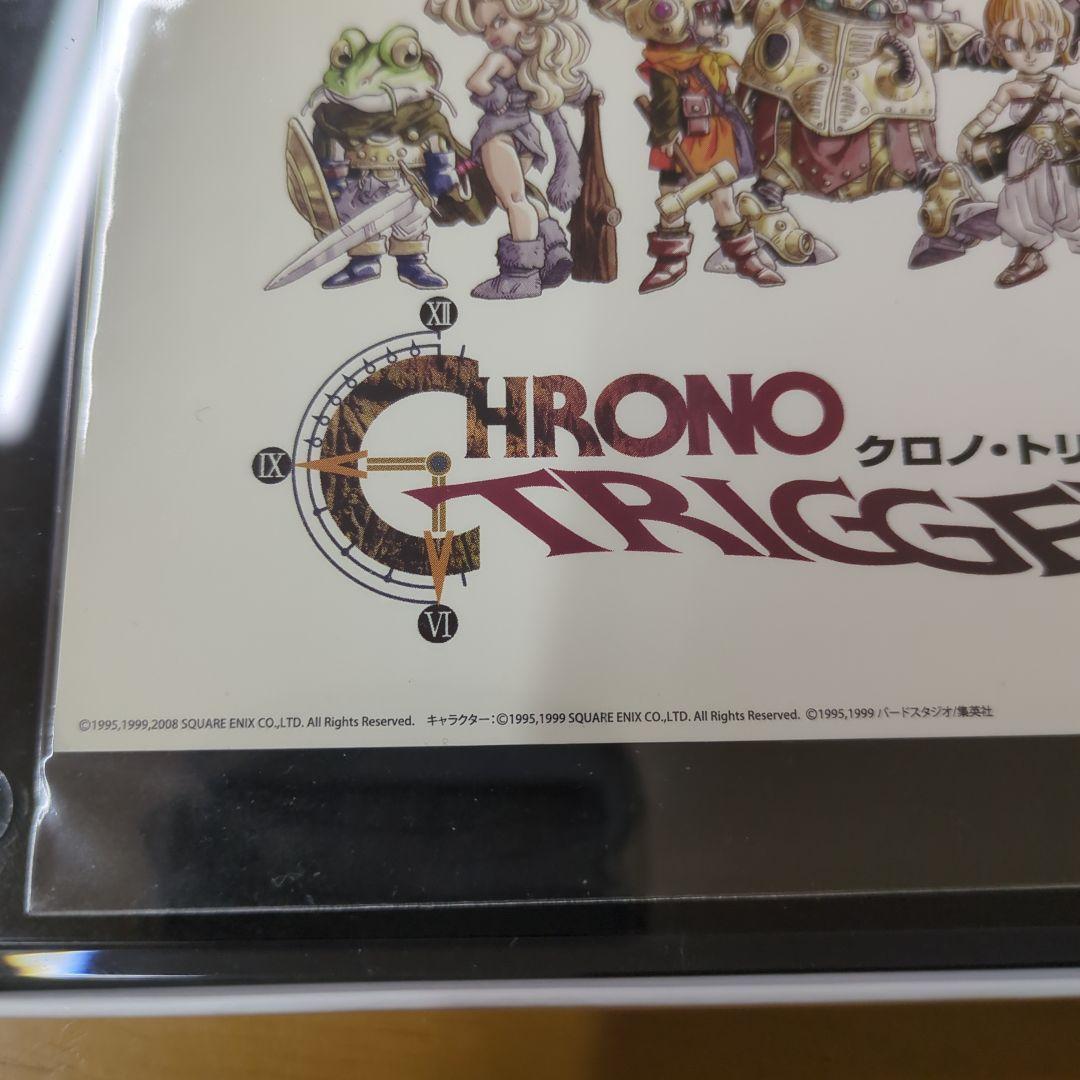 XII
CHRONO
IX
クロノ・トリ
TRIGGE
VI
©1995,1999,2008 SQUARE ENIX CO.,LTD. All Rights Reserved. キャラクター:©1995,1999 SQUARE ENIX CO.,LTD. All Rights Reserved. ©1995,1999 バードスタジオ/集英社